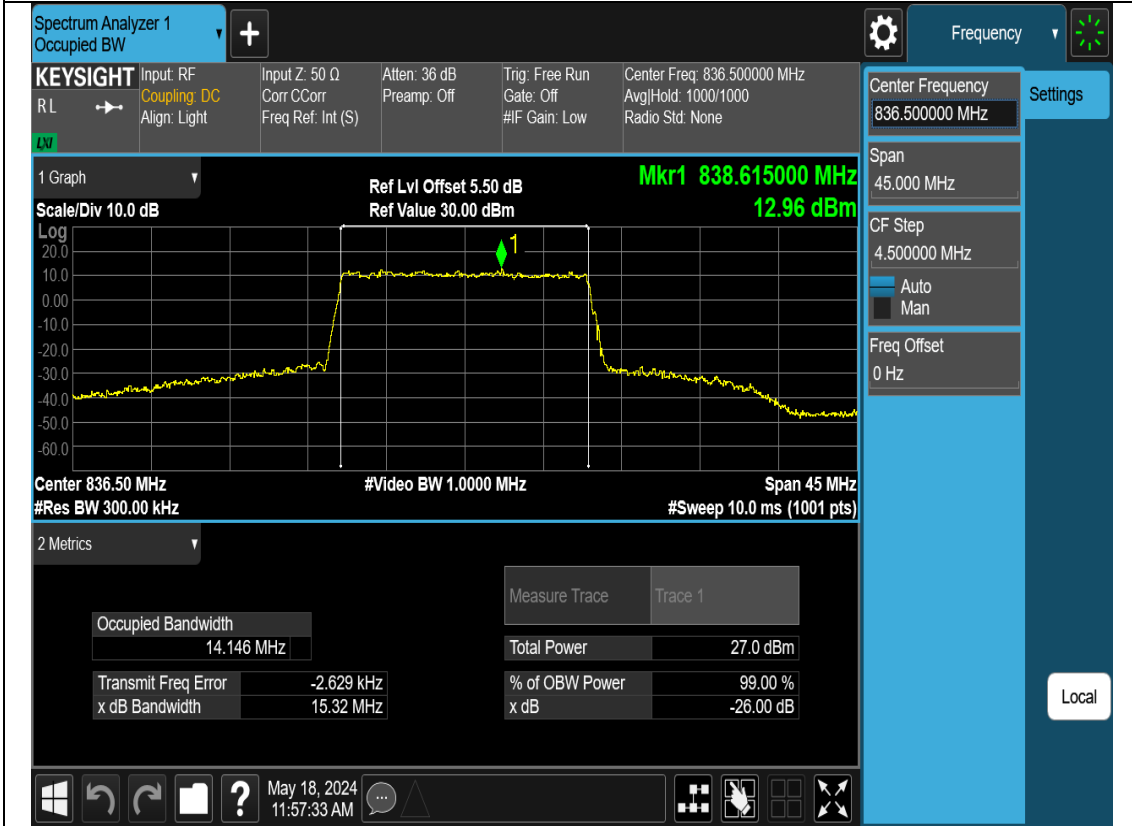 Spectrum Analyzer 1
Occupied BW
Frequency
KEYSIGHT
R L
LXI
Input: RF
Coupling: DC
Align: Light
Input Z: 50 Ω
Corr CCorr
Freq Ref: Int (S)
Atten: 36 dB
Preamp: Off
Trig: Free Run
Gate: Off
#IF Gain: Low
Center Freq: 836.500000 MHz
Avg|Hold: 1000/1000
Radio Std: None
Center Frequency
836.500000 MHz
Settings
Span
45.000 MHz
CF Step
4.500000 MHz
Auto
Man
Freq Offset
0 Hz
Local
1 Graph
Scale/Div 10.0 dB
Ref Lvl Offset 5.50 dB
Ref Value 30.00 dBm
Mkr1 838.615000 MHz
12.96 dBm
Log
20.0
10.0
0.00
-10.0
-20.0
-30.0
-40.0
-50.0
-60.0
1
Center 836.50 MHz
#Video BW 1.0000 MHz
Span 45 MHz
#Res BW 300.00 kHz
#Sweep 10.0 ms (1001 pts)
2 Metrics
Measure Trace Trace 1
Occupied Bandwidth
14.146 MHz
Total Power 27.0 dBm
Transmit Freq Error -2.629 kHz
% of OBW Power 99.00 %
x dB Bandwidth 15.32 MHz
x dB -26.00 dB
?
May 18, 2024
11:57:33 AM